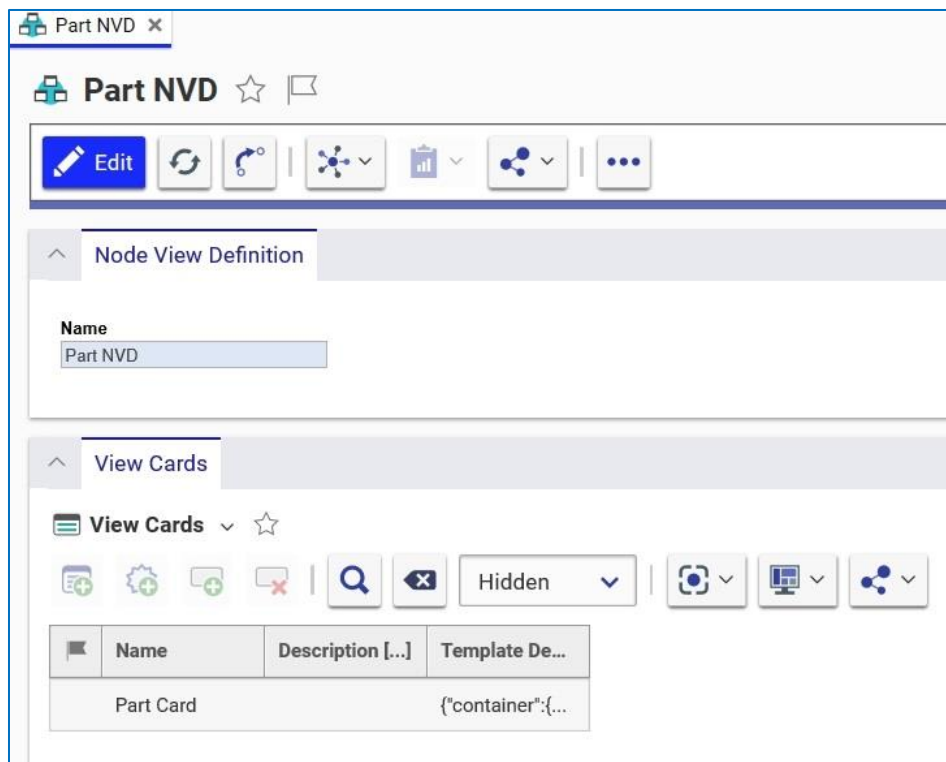 Part NVD
Part NVD
Edit
Node View Definition
Name
Part NVD
View Cards
View Cards
Hidden
Name Description [...] Template De...
Part Card {"container":{...